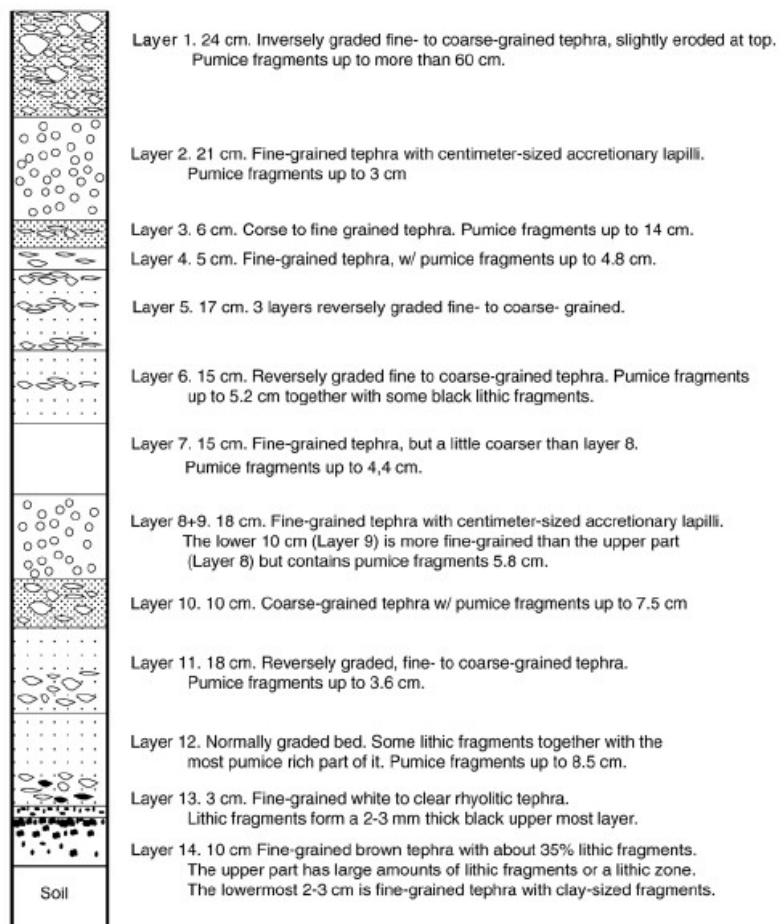 Layer 1. 24 cm. Inversely graded fine- to coarse-grained tephra, slightly eroded at top.
Pumice fragments up to more than 60 cm.
Layer 2. 21 cm. Fine-grained tephra with centimeter-sized accretionary lapilli.
Pumice fragments up to 3 cm
Layer 3. 6 cm. Corse to fine grained tephra. Pumice fragments up to 14 cm.
Layer 4. 5 cm. Fine-grained tephra, w/ pumice fragments up to 4.8 cm.
Layer 5. 17 cm. 3 layers reversely graded fine- to coarse- grained.
Layer 6. 15 cm. Reversely graded fine to coarse-grained tephra. Pumice fragments
up to 5.2 cm together with some black lithic fragments.
Layer 7. 15 cm. Fine-grained tephra, but a little coarser than layer 8.
Pumice fragments up to 4,4 cm.
Layer 8+9. 18 cm. Fine-grained tephra with centimeter-sized accretionary lapilli.
The lower 10 cm (Layer 9) is more fine-grained than the upper part
(Layer 8) but contains pumice fragments 5.8 cm.
Layer 10. 10 cm. Coarse-grained tephra w/ pumice fragments up to 7.5 cm
Layer 11. 18 cm. Reversely graded, fine- to coarse-grained tephra.
Pumice fragments up to 3.6 cm.
Layer 12. Normally graded bed. Some lithic fragments together with the
most pumice rich part of it. Pumice fragments up to 8.5 cm.
Layer 13. 3 cm. Fine-grained white to clear rhyolitic tephra.
Lithic fragments form a 2-3 mm thick black upper most layer.
Layer 14. 10 cm Fine-grained brown tephra with about 35% lithic fragments.
The upper part has large amounts of lithic fragments or a lithic zone.
The lowermost 2-3 cm is fine-grained tephra with clay-sized fragments.
Soil